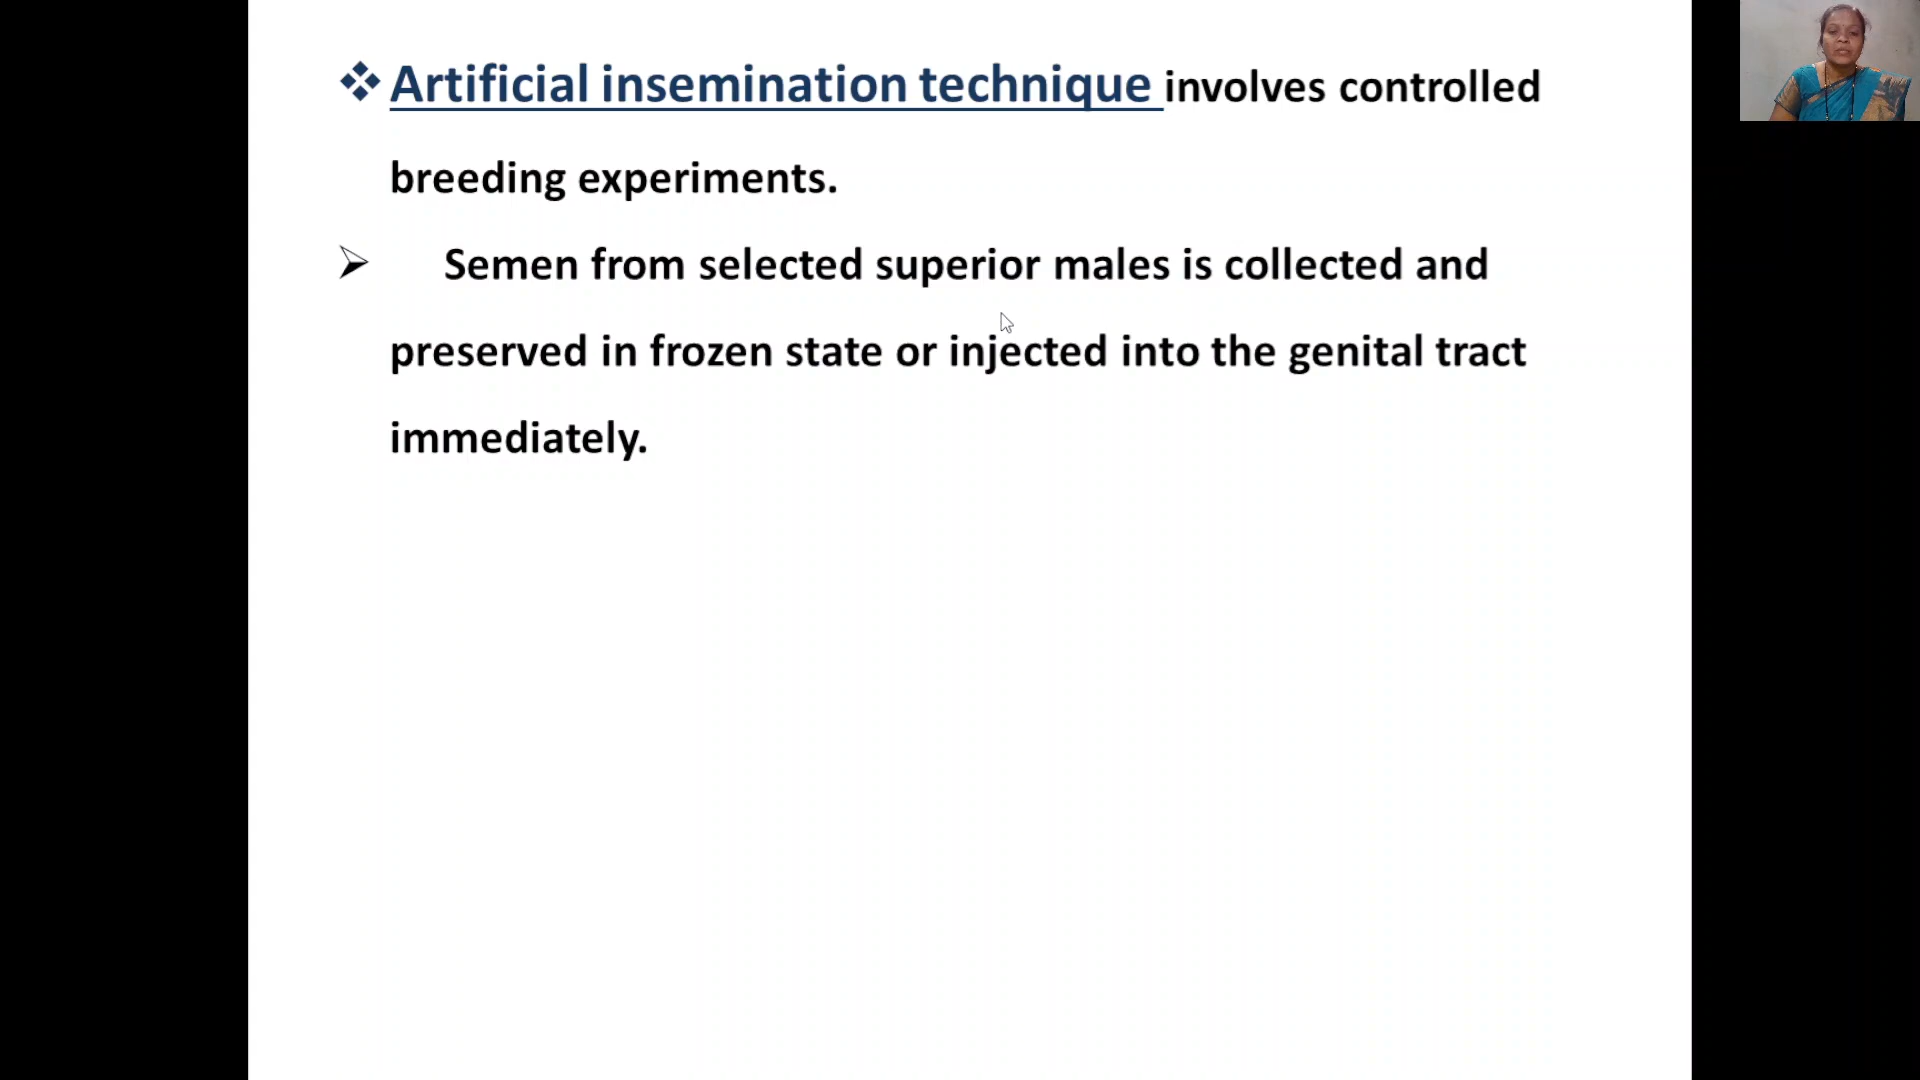 Artificial insemination technique involves controlled
breeding experiments.
Semen from selected superior males is collected and
preserved in frozen state or injected into the genital tract
immediately.